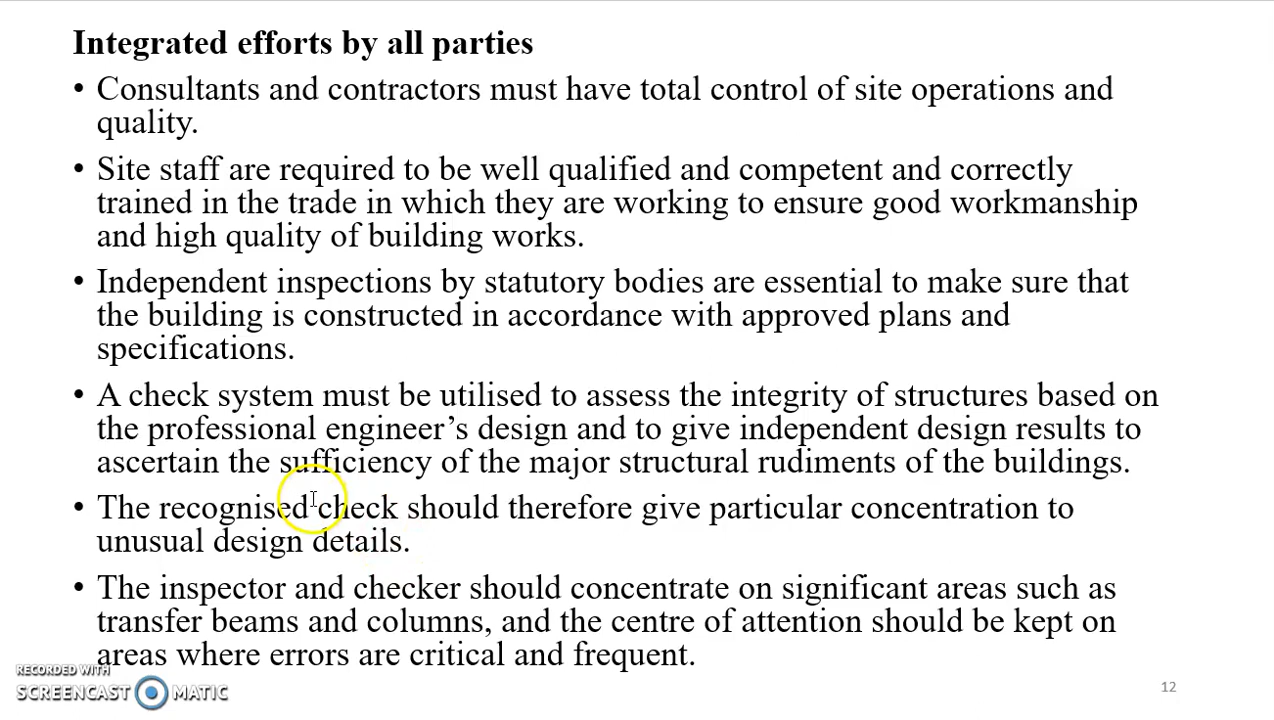 Integrated efforts by all parties
• Consultants and contractors must have total control of site operations and
quality.
• Site staff are required to be well qualified and competent and correctly
trained in the trade in which they are working to ensure good workmanship
and high quality of building works.
• Independent inspections by statutory bodies are essential to make sure that
the building is constructed in accordance with approved plans and
specifications.
• A check system must be utilised to assess the integrity of structures based on
the professional engineer’s design and to give independent design results to
ascertain the sufficiency of the major structural rudiments of the buildings.
• The recognised check should therefore give particular concentration to
unusual design details.
• The inspector and checker should concentrate on significant areas such as
transfer beams and columns, and the centre of attention should be kept on
areas where errors are critical and frequent.
RECORDED WITH
SCREENCAST MATIC
12